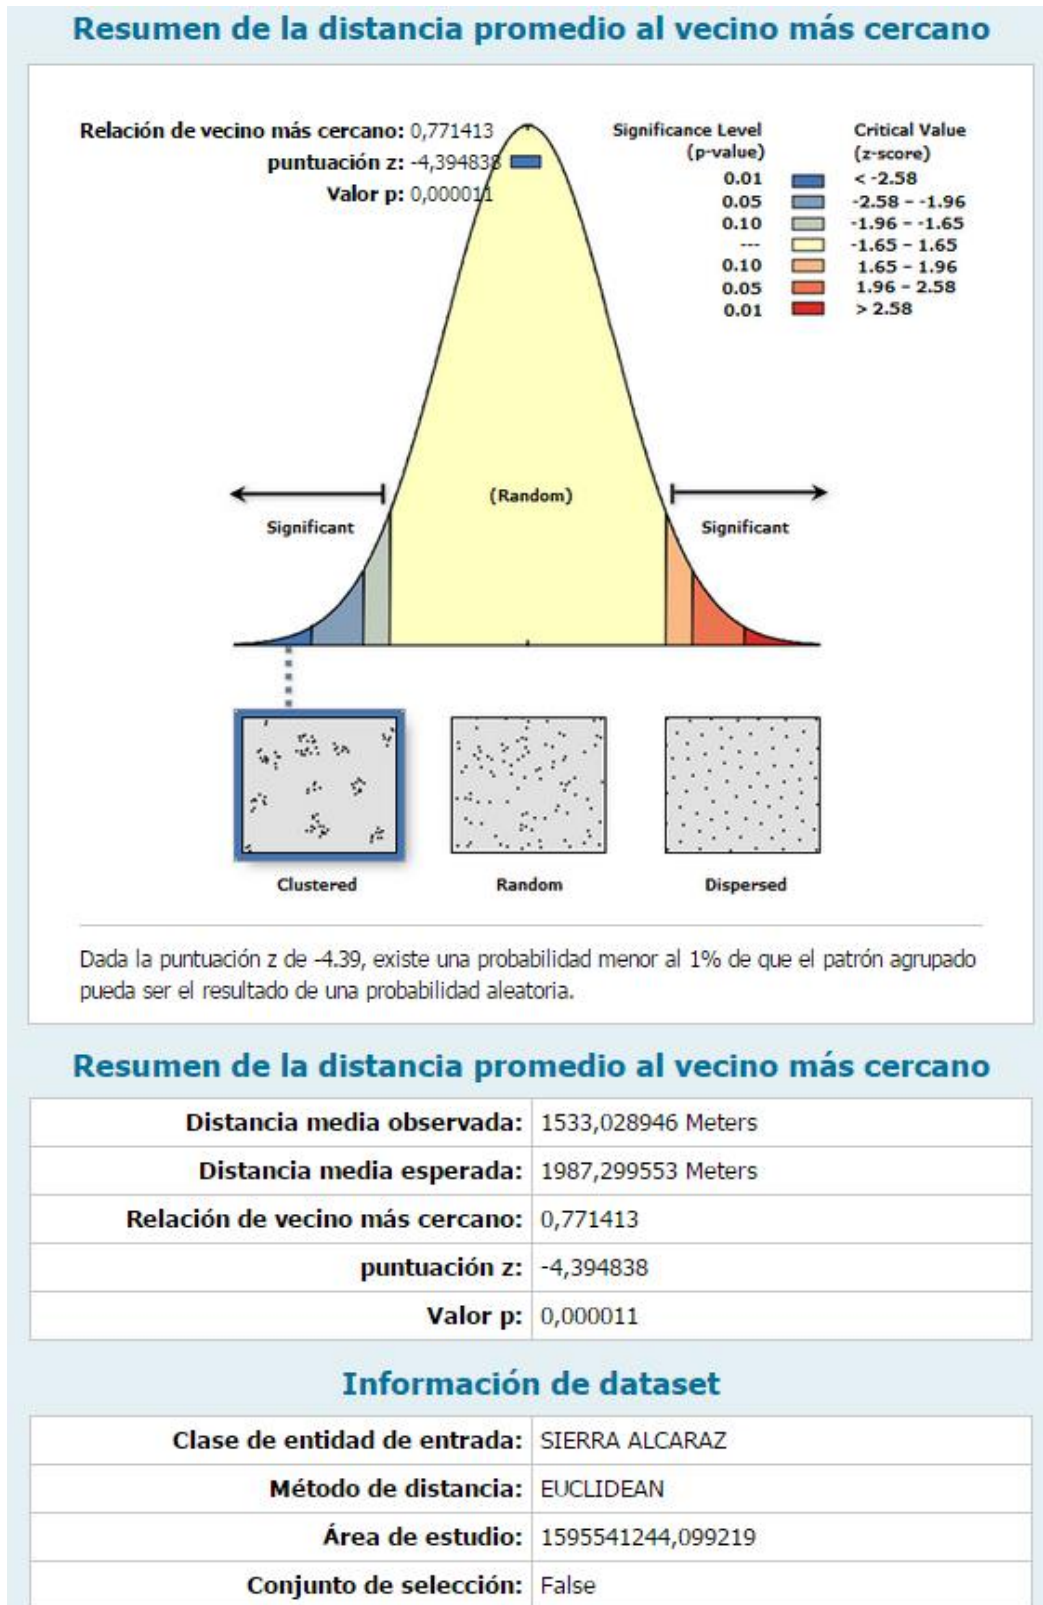 Resumen de la distancia promedio al vecino más cercano
Relación de vecino más cercano: 0,771413
puntuación z: -4,394838
Valor p: 0,000011
Significance Level
(p-value)
Critical Value
(z-score)
0.01 < -2.58
0.05 -2.58 – -1.96
0.10 -1.96 – -1.65
--- -1.65 – 1.65
0.10 1.65 – 1.96
0.05 1.96 – 2.58
0.01 > 2.58
(Random)
Significant Significant
Clustered Random Dispersed
Dada la puntuación z de -4.39, existe una probabilidad menor al 1% de que el patrón agrupado
pueda ser el resultado de una probabilidad aleatoria.
Resumen de la distancia promedio al vecino más cercano
Distancia media observada: 1533,028946 Meters
Distancia media esperada: 1987,299553 Meters
Relación de vecino más cercano: 0,771413
puntuación z: -4,394838
Valor p: 0,000011
Información de dataset
Clase de entidad de entrada: SIERRA ALCARAZ
Método de distancia: EUCLIDEAN
Área de estudio: 1595541244,099219
Conjunto de selección: False